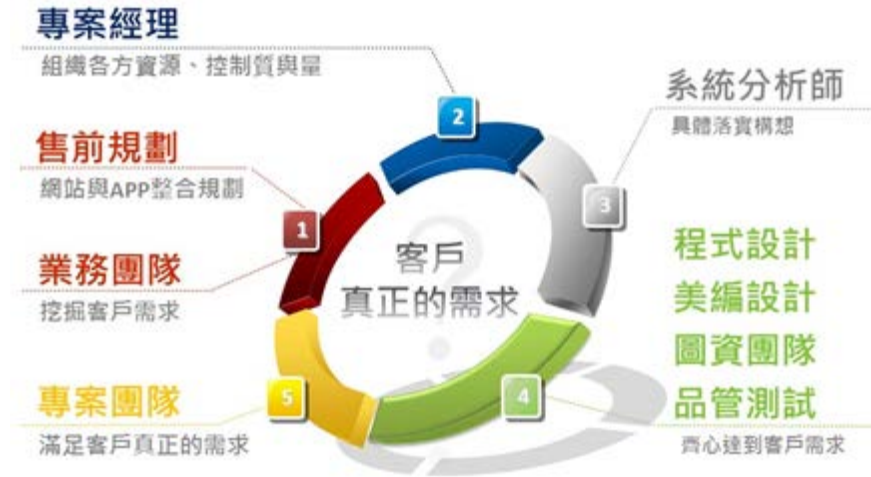 專案經理
組織各方資源、控制質與量
2
系統分析師
具體落實構想
3
售前規劃
網站與APP整合規劃
1
業務團隊
挖掘客戶需求
?
客戶
真正的需求
程式設計
美編設計
圖資團隊
品管測試
齊心達到客戶需求
4
專案團隊
滿足客戶真正的需求
5